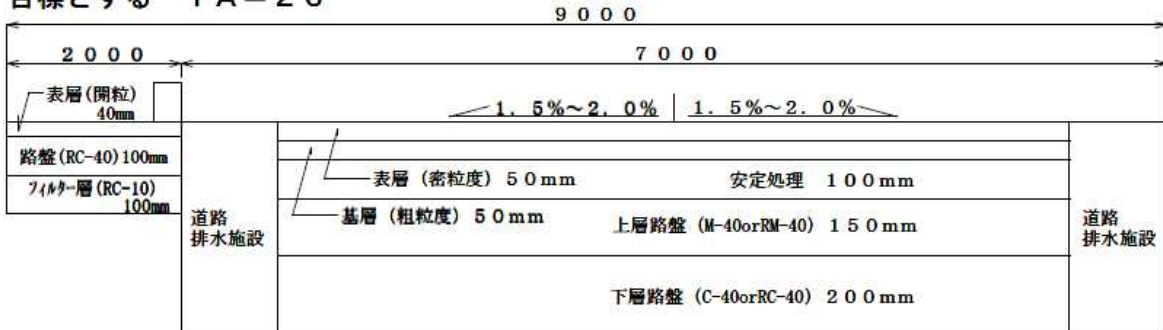 ９０００
２０００
７０００
表層(開粒)
40mm
１．５%～２．０%
１．５%～２．０%
路盤(RC-40)100mm
表層（密粒度）５０mm
安定処理　１００mm
ﾌｨﾙﾀｰ層(RC-10)
100mm
基層（粗粒度）５０mm
道路
排水施設
上層路盤（M-40orRM-40）１５０mm
道路
排水施設
下層路盤（C-40orRC-40）２００mm